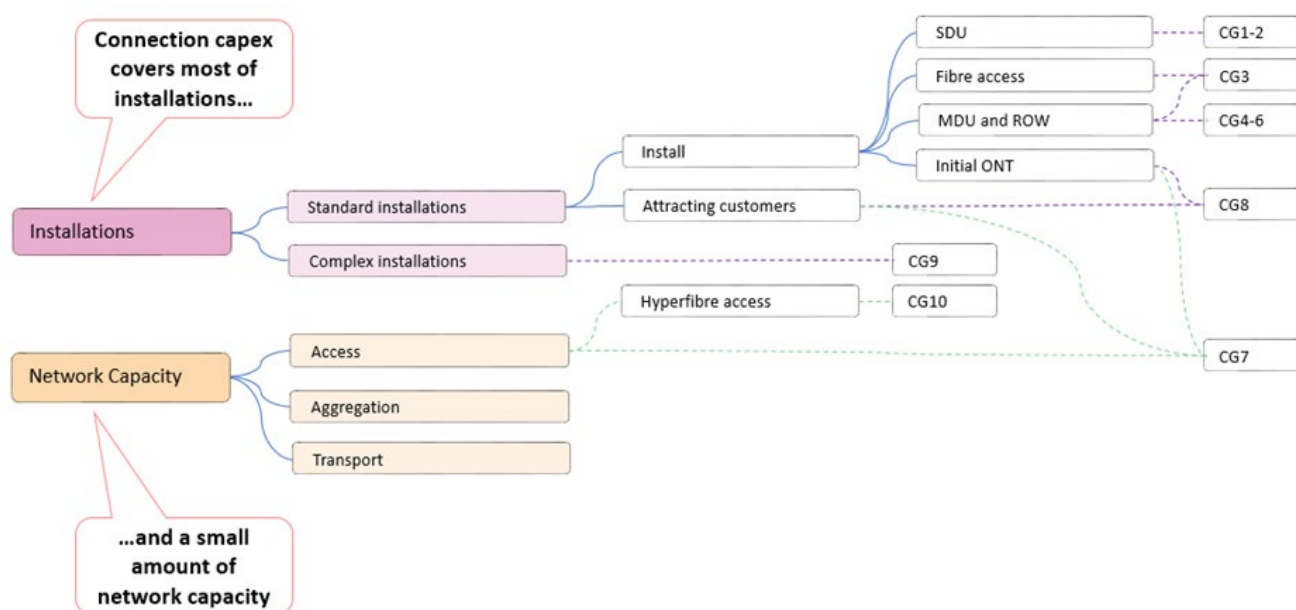 Connection capex
covers most of
installations...
SDU
CG1-2
Fibre access
CG3
MDU and ROW
CG4-6
Install
Initial ONT
Standard installations
Attracting customers
CG8
Installations
Complex installations
CG9
Hyperfibre access
CG10
Access
CG7
Network Capacity
Aggregation
Transport
...and a small
amount of
network capacity